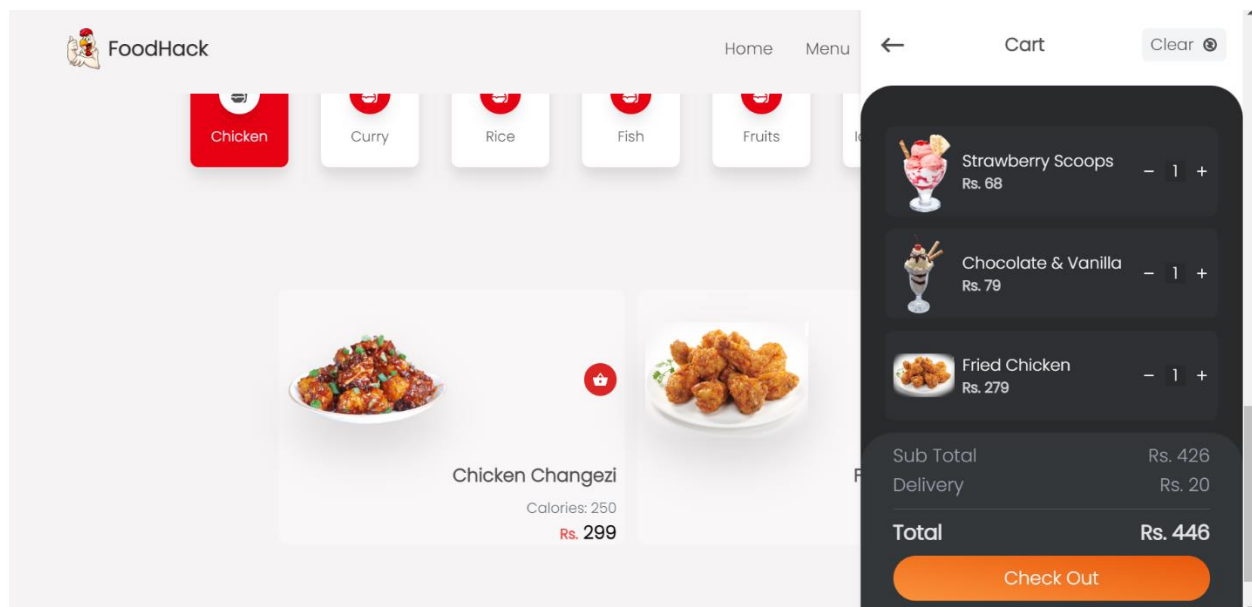 FoodHack
Home Menu
Chicken
Curry
Rice
Fish
Fruits
Chicken Changezi
Calories: 250
Rs. 299
Cart
Clear
Strawberry Scoops
Rs. 68
- 1 +
Chocolate & Vanilla
Rs. 79
- 1 +
Fried Chicken
Rs. 279
- 1 +
Sub Total Rs. 426
Delivery Rs. 20
Total Rs. 446
Check Out